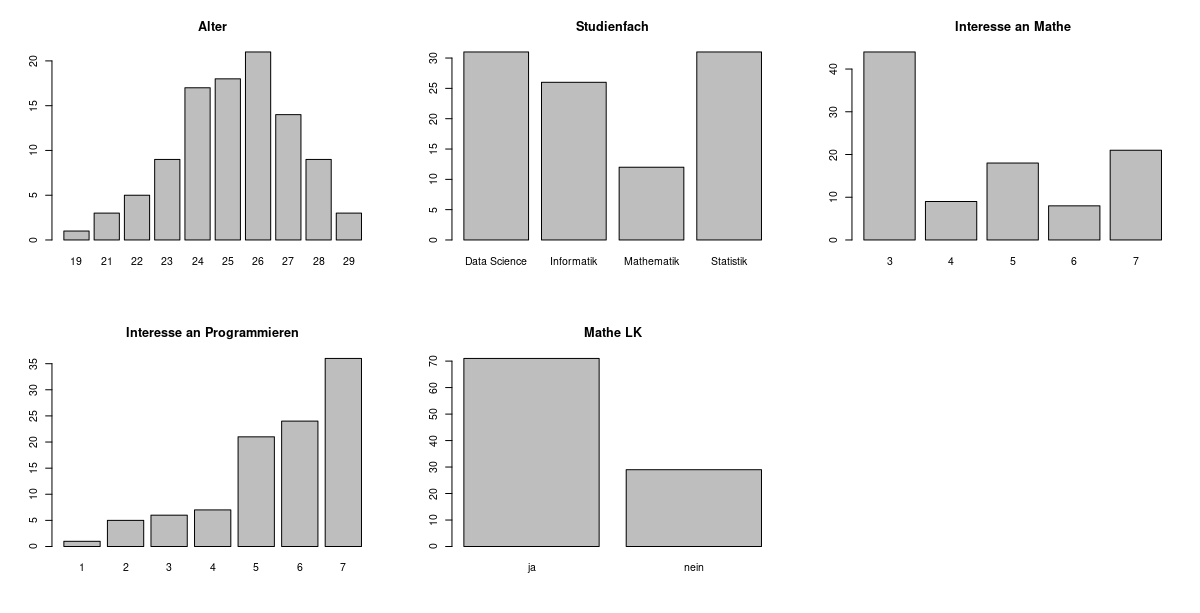 Alter
0 5 10 15 20
19 21 22 23 24 25 26 27 28 29
Studienfach
0 5 10 15 20 25 30
Data Science Informatik Mathematik Statistik
Interesse an Mathe
0 10 20 30 40
3 4 5 6 7
Interesse an Programmieren
0 5 10 15 20 25 30 35
1 2 3 4 5 6 7
Mathe LK
0 10 20 30 40 50 60 70
ja nein